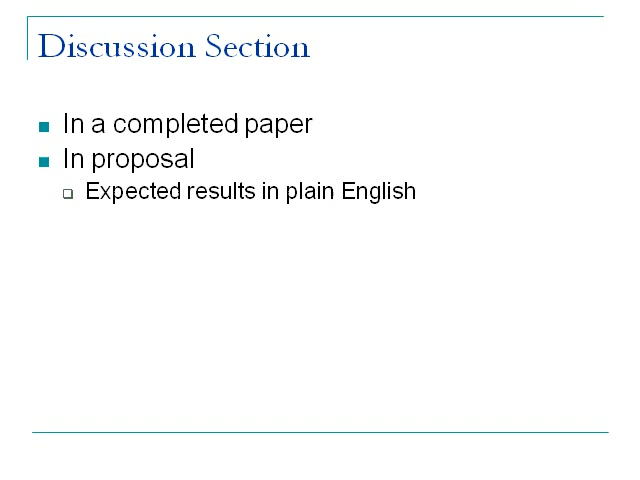 Discussion Section
In a completed paper
In proposal
Expected results in plain English